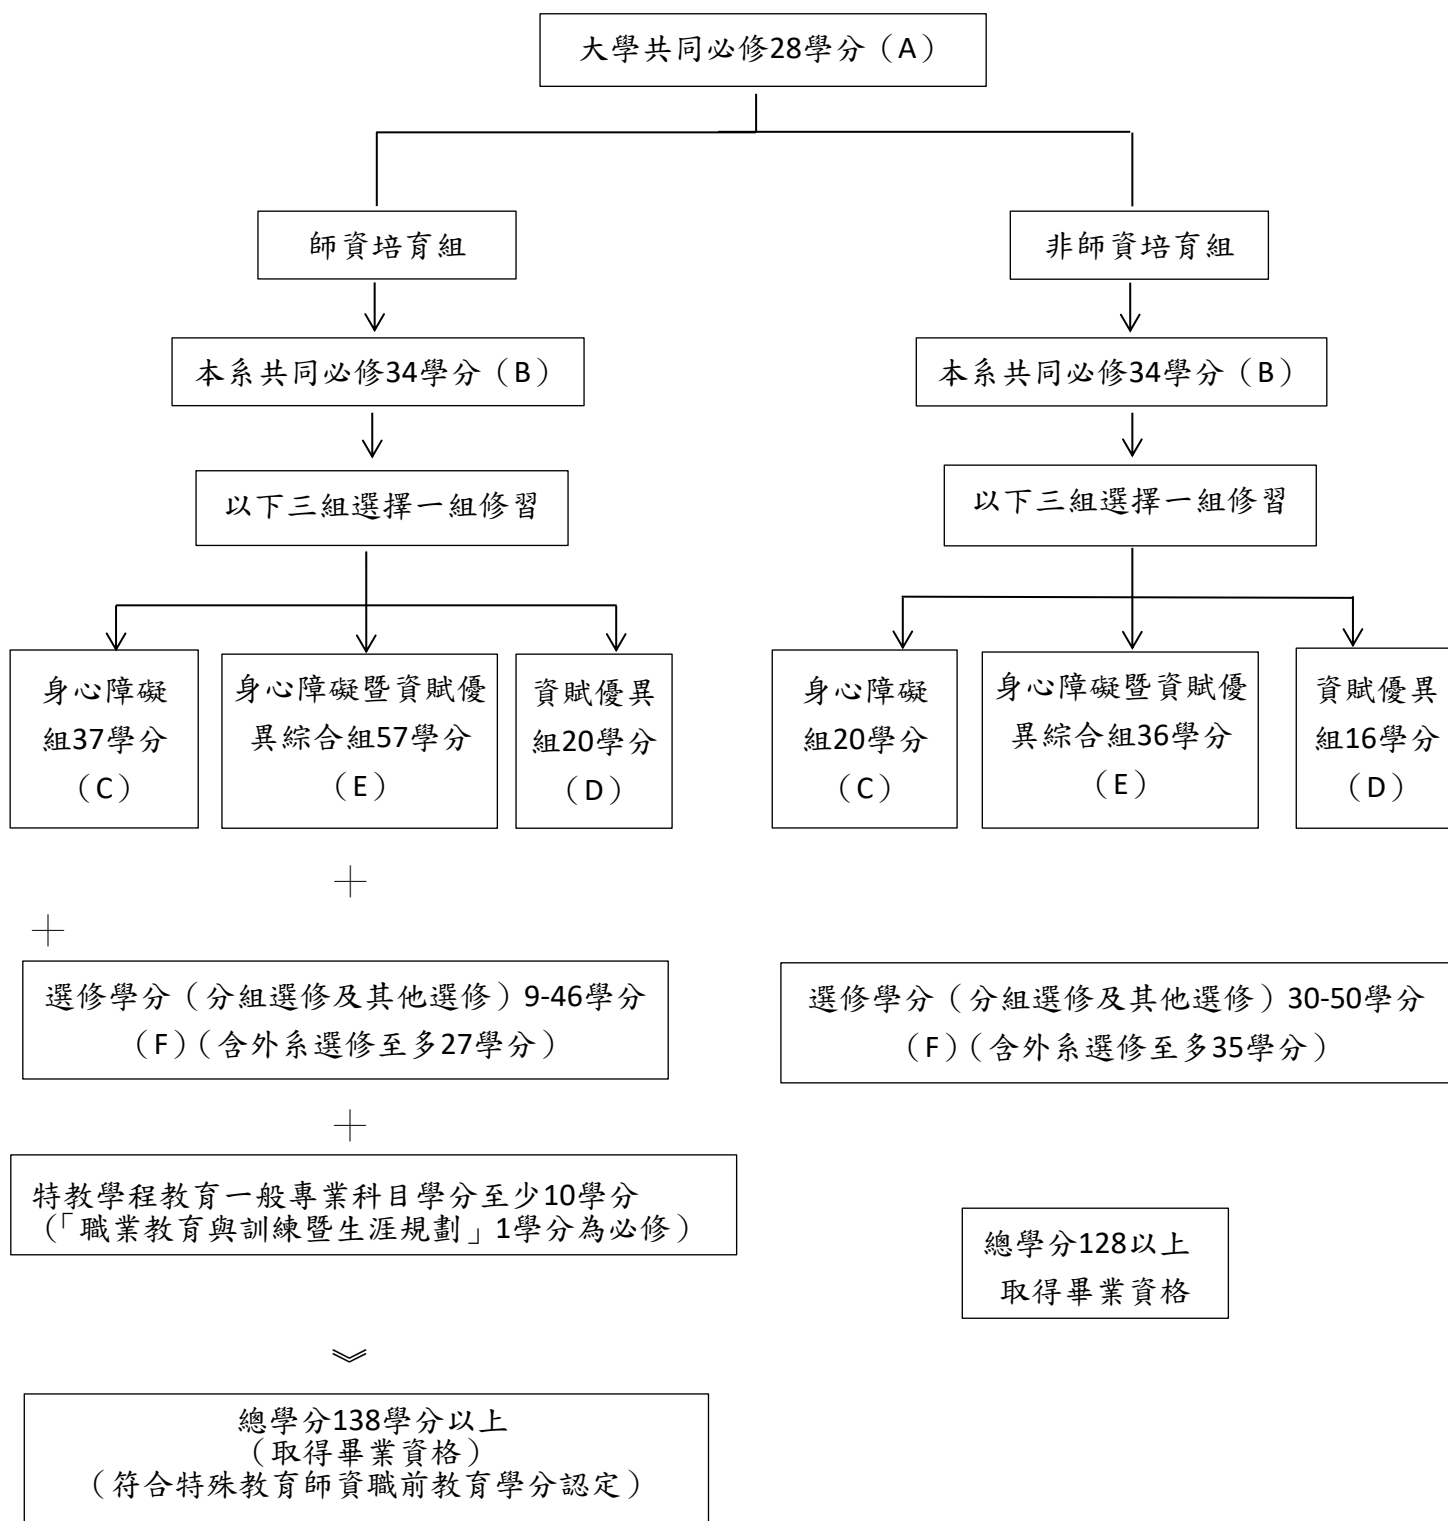 大學共同必修28學分（A）
師資培育組
非師資培育組
本系共同必修34學分（B）
本系共同必修34學分（B）
以下三組選擇一組修習
以下三組選擇一組修習
身心障礙
組37學分
（C）
身心障礙暨資賦優
異綜合組57學分
（E）
資賦優異
組20學分
（D）
身心障礙
組20學分
（C）
身心障礙暨資賦優
異綜合組36學分
（E）
資賦優異
組16學分
（D）
＋
＋
選修學分（分組選修及其他選修）9-46學分
（F）（含外系選修至多27學分）
選修學分（分組選修及其他選修）30-50學分
（F）（含外系選修至多35學分）
＋
特教學程教育一般專業科目學分至少10學分
（「職業教育與訓練暨生涯規劃」1學分為必修）
總學分128以上
取得畢業資格
︾
總學分138學分以上
（取得畢業資格）
（符合特殊教育師資職前教育學分認定）